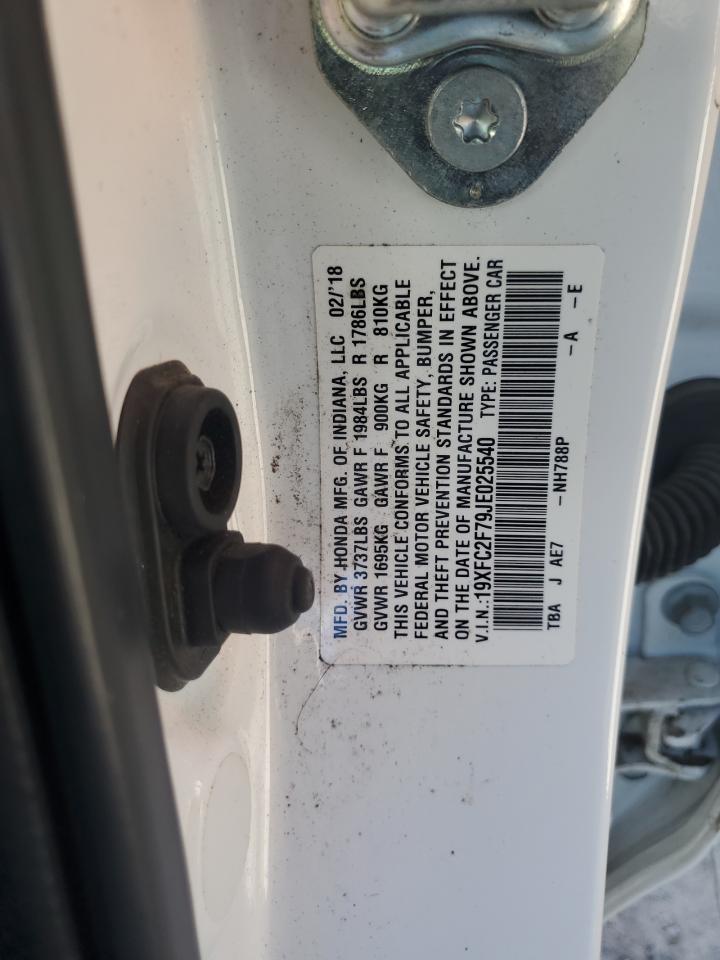 MFD. BY HONDA MFG. OF INDIANA, LLC 02/'18
GVWR 3737LBS GAWR F 1984LBS R 1786LBS
GVWR 1695KG GAWR F 900KG R 810KG
THIS VEHICLE CONFORMS TO ALL APPLICABLE
FEDERAL MOTOR VEHICLE SAFETY, BUMPER,
AND THEFT PREVENTION STANDARDS IN EFFECT
ON THE DATE OF MANUFACTURE SHOWN ABOVE.
V.I.N.:19XFC2F79JE025540 TYPE: PASSENGER CAR
TBA J AE7 -NH788P -A -E